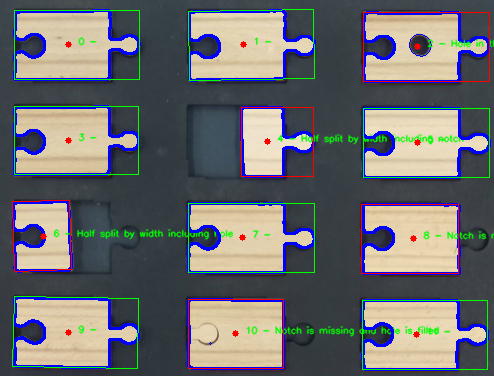 0 -
1 -
2 - Hole in t
3 -
4 - Half split by width including notc
6 - Half split by width including hole
7 -
8 - Notch is
9 -
10 - Notch is missing and hole is filled -